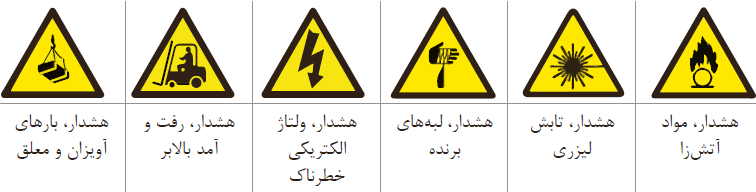 هشدار، مواد
آتش‌زا
هشدار، تابش
لیزری
هشدار، لبه‌های
برنده
هشدار، ولتاژ
الکتریکی
خطرناک
هشدار، رفت و
آمد بالابر
هشدار، بارهای
آویزان و معلق